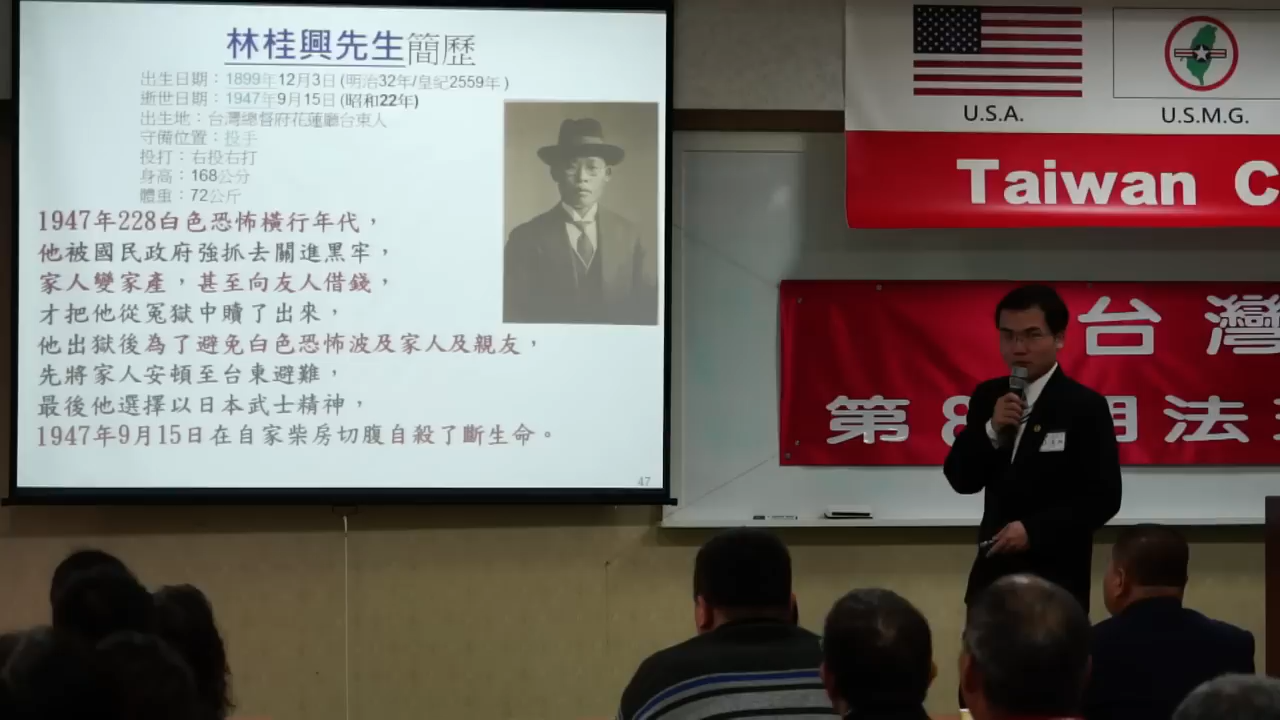 林桂興先生簡歷
出生日期：1899年12月3日(明治32年/皇紀2559年)
逝世日期：1947年9月15日(昭和22年)
出生地：台灣總督府花蓮廳台東人
守備位置：投手
投打：右投右打
身高：168公分
體重：72公斤
1947年228白色恐怖橫行年代，
他被國民政府強抓去關進黑牢，
家人變家產，甚至向友人借錢，
才把他從冤獄中贖了出來，
他出獄後為了避免白色恐怖波及家人及親友，
先將家人安頓至台東避難，
最後他選擇以日本武士精神，
1947年9月15日在自家柴房切腹自殺了斷生命。
47
U.S.A.
U.S.M.G.
Taiwan C
台灣
第8 期法